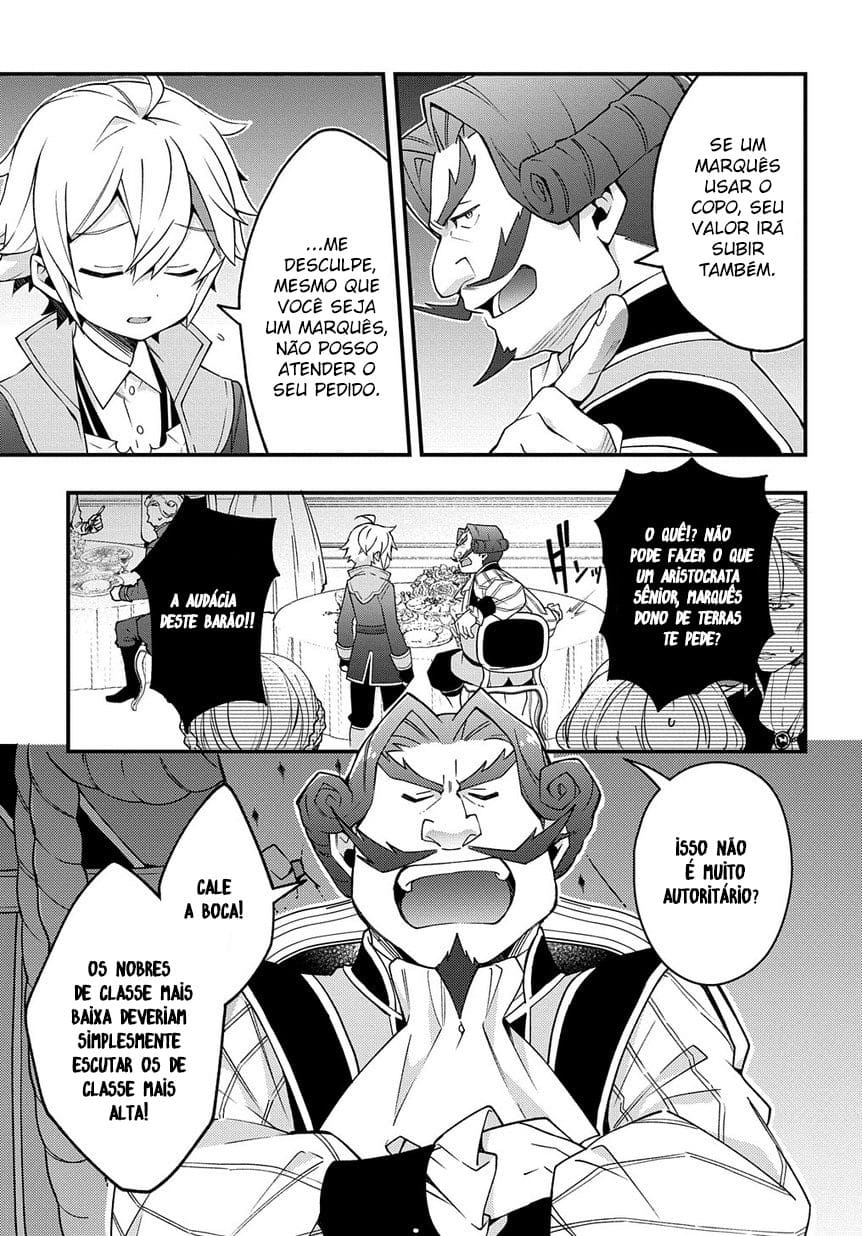 SE UM
MARQUÊS
USAR O
COPO, SEU
VALOR IRÁ
SUBIR
TAMBÉM.
...ME
DESCULPE,
MESMO QUE
VOCÊ SEJA
UM MARQUÊS,
NÃO POSSO
ATENDER O
SEU PEDIDO.
O QUÊ!? NÃO
PODE FAZER O QUE
UM ARISTOCRATA
SÊNIOR, MARQUÊS
DONO DE TERRAS
TE PEDE?
ダンッ
A AUDÁCIA
DESTE BARÃO!!
ISSO NÃO
É MUITO
AUTORITÁRIO?
CALE
A BOCA!
OS NOBRES
DE CLASSE MAIS
BAIXA DEVERIAM
SIMPLESMENTE
ESCUTAR OS DE
CLASSE MAIS
ALTA!